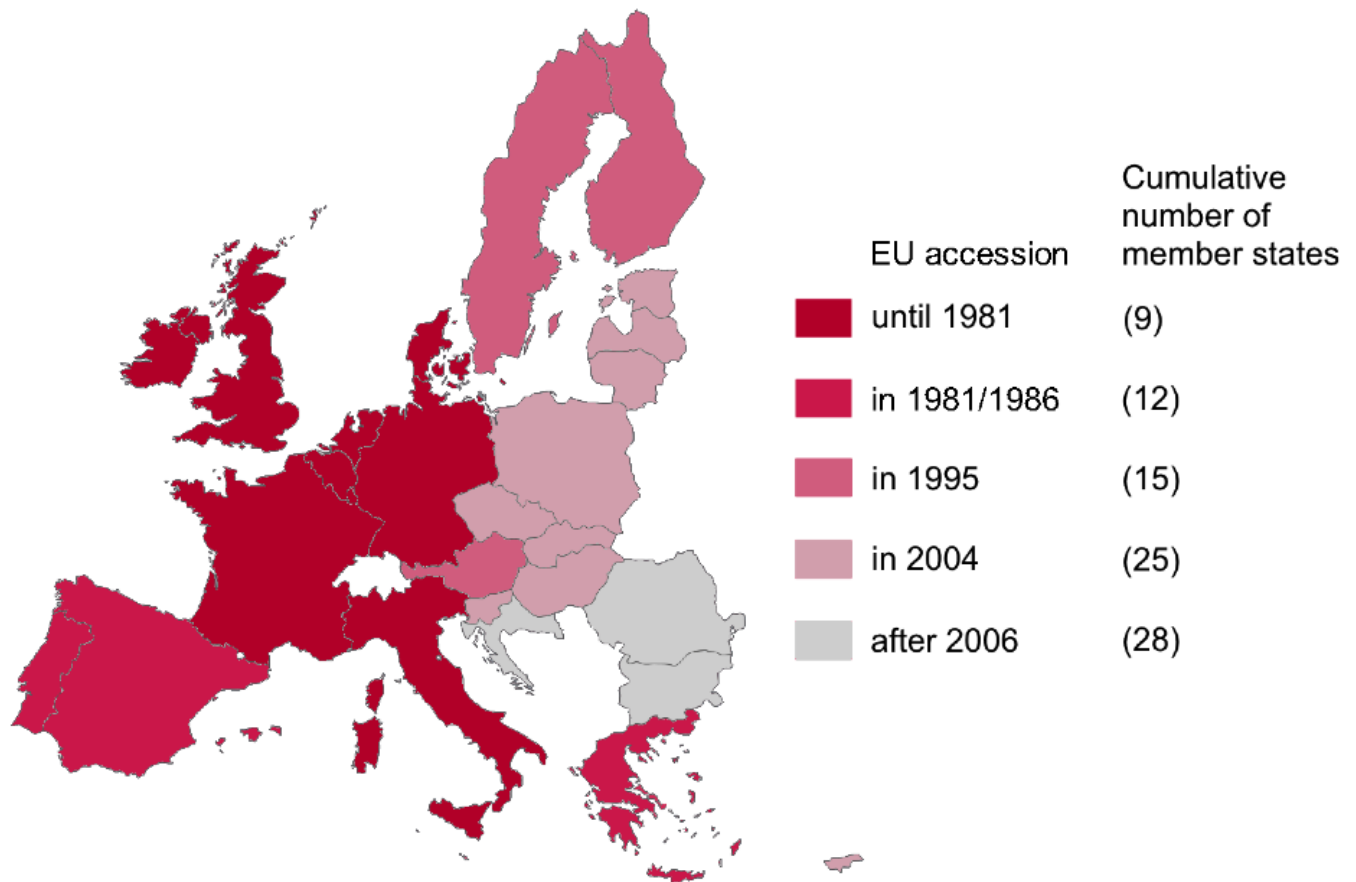 EU accession
Cumulative
number of
member states
until 1981 (9)
in 1981/1986 (12)
in 1995 (15)
in 2004 (25)
after 2006 (28)